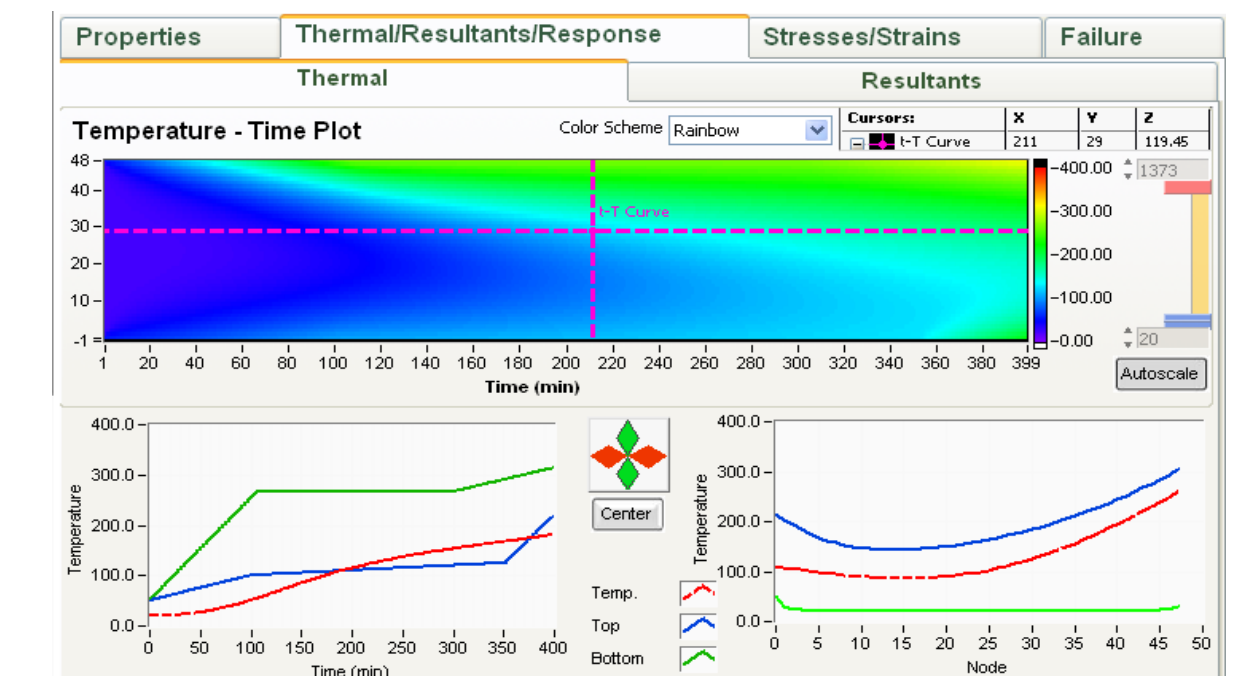 Properties Thermal/Resultants/Response Stresses/Strains Failure
Thermal Resultants
Temperature - Time Plot Color Scheme Rainbow
Cursors: X Y Z
t-T Curve 211 29 119.45
48
40
30
20
10
-1
t-T Curve
1 20 40 60 80 100 120 140 160 180 200 220 240 260 280 300 320 340 360 380 399
Time (min)
400.00
300.00
200.00
100.00
0.00
1373
20
Autoscale
400.0
300.0
200.0
100.0
0.0
Temperature
0 50 100 150 200 250 300 350 400
Time (min)
Center
Temp.
Top
Bottom
400.0
300.0
200.0
100.0
0.0
Temperature
0 5 10 15 20 25 30 35 40 45 50
Node